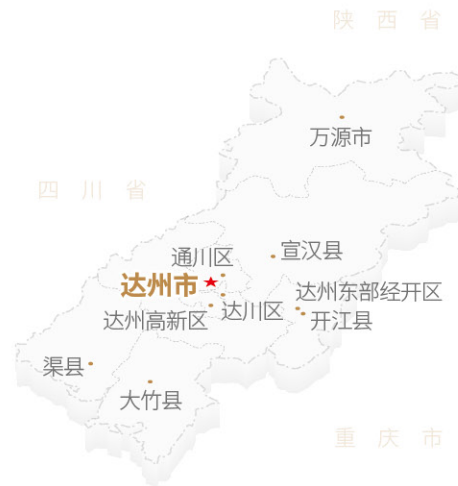 陕西省
万源市
四川省
通川区
宣汉县
达州市
达州东部经开区
达川区
达州高新区
开江县
渠县
大竹县
重庆市